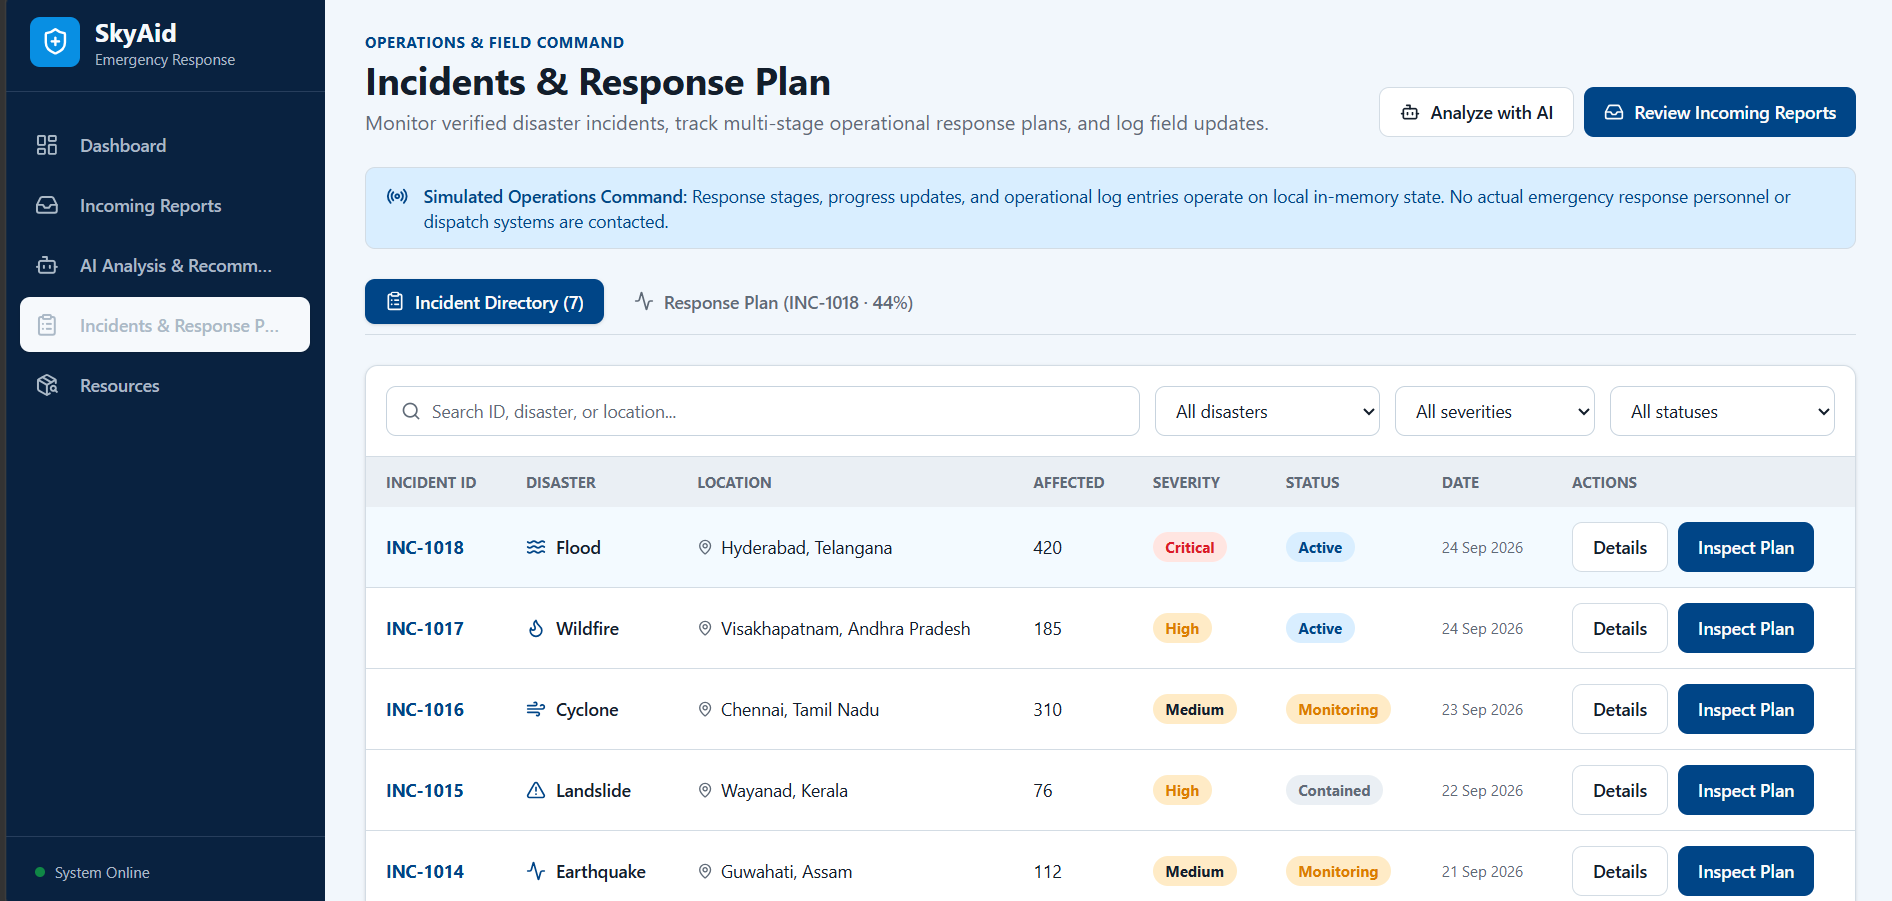 SkyAid
Emergency Response
Dashboard
Incoming Reports
AI Analysis & Recomm...
Incidents & Response P...
Resources
System Online
OPERATIONS & FIELD COMMAND
Incidents & Response Plan
Monitor verified disaster incidents, track multi-stage operational response plans, and log field updates.
Analyze with AI
Review Incoming Reports
Simulated Operations Command: Response stages, progress updates, and operational log entries operate on local in-memory state. No actual emergency response personnel or
dispatch systems are contacted.
Incident Directory (7)
Response Plan (INC-1018 · 44%)
Search ID, disaster, or location...
All disasters
All severities
All statuses
INCIDENT ID DISASTER LOCATION AFFECTED SEVERITY STATUS DATE ACTIONS
INC-1018 Flood Hyderabad, Telangana 420 Critical Active 24 Sep 2026 Details Inspect Plan
INC-1017 Wildfire Visakhapatnam, Andhra Pradesh 185 High Active 24 Sep 2026 Details Inspect Plan
INC-1016 Cyclone Chennai, Tamil Nadu 310 Medium Monitoring 23 Sep 2026 Details Inspect Plan
INC-1015 Landslide Wayanad, Kerala 76 High Contained 22 Sep 2026 Details Inspect Plan
INC-1014 Earthquake Guwahati, Assam 112 Medium Monitoring 21 Sep 2026 Details Inspect Plan